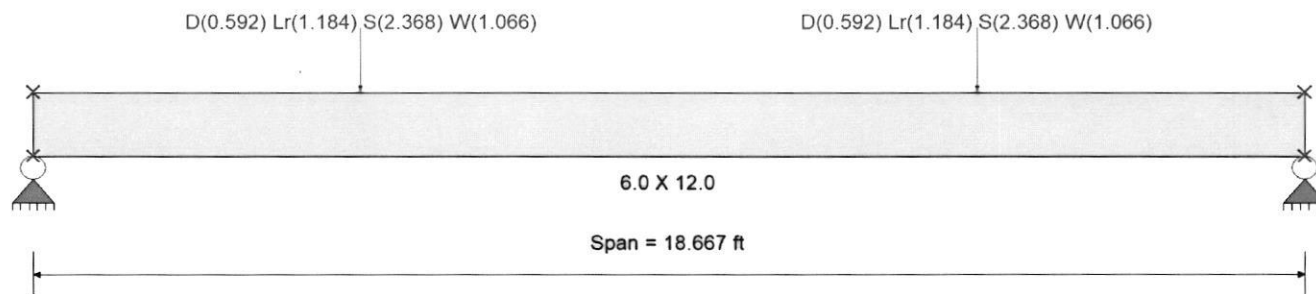 D(0.592) Lr(1.184) S(2.368) W(1.066) D(0.592) Lr(1.184) S(2.368) W(1.066)
6.0 X 12.0
Span = 18.667 ft